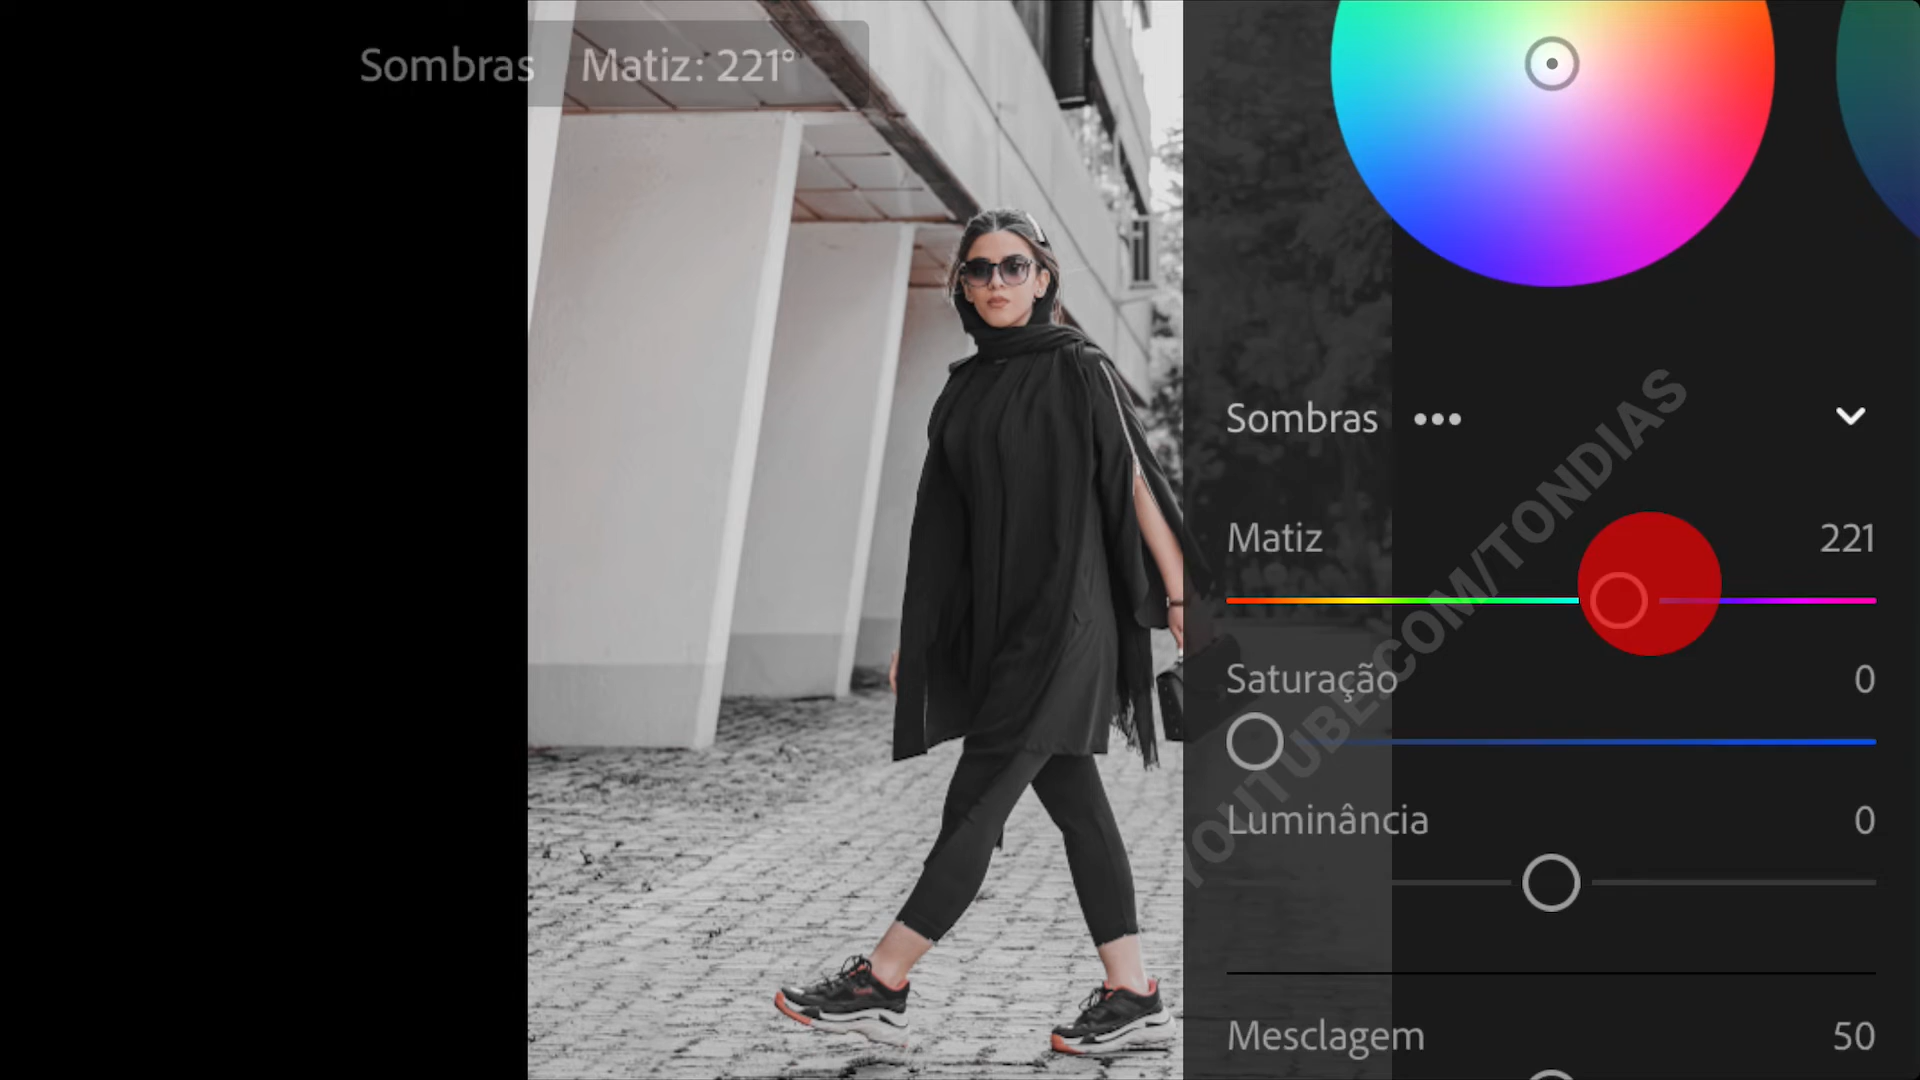 Sombras Matiz: 221°
Sombras •••
Matiz 221
Saturação 0
Luminância 0
Mesclagem 50
YOUTUBE.COM/TONDIAS